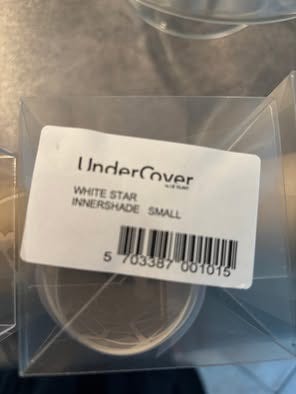 UnderCover
WHITE STAR
INNERSHADE SMALL
5 703387 001015